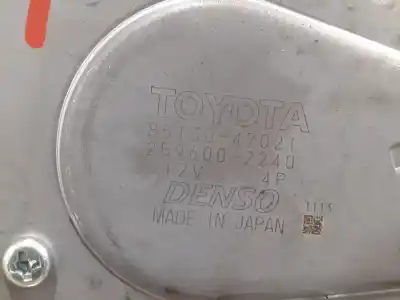 TOYOTA
85130-47021
259600-2240
12V 4P
DENSO
MADE IN JAPAN